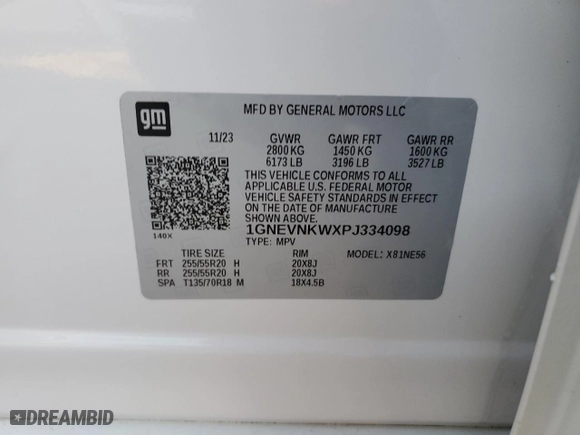 gm
MFD BY GENERAL MOTORS LLC
11/23 GVWR GAWR FRT GAWR RR
2800 KG 1450 KG 1600 KG
6173 LB 3196 LB 3527 LB
THIS VEHICLE CONFORMS TO ALL
APPLICABLE U.S. FEDERAL MOTOR
VEHICLE SAFETY STANDARDS IN EFFECT
ON THE DATE OF MANUFACTURE
SHOWN ABOVE.
1GNEVNKWXPJ334098
140X TYPE: MPV MODEL: X81NE56
TIRE SIZE RIM
FRT 255/55R20 H 20X8J
RR 255/55R20 H 20X8J
SPA T135/70R18 M 18X4.5B
DREAMBID